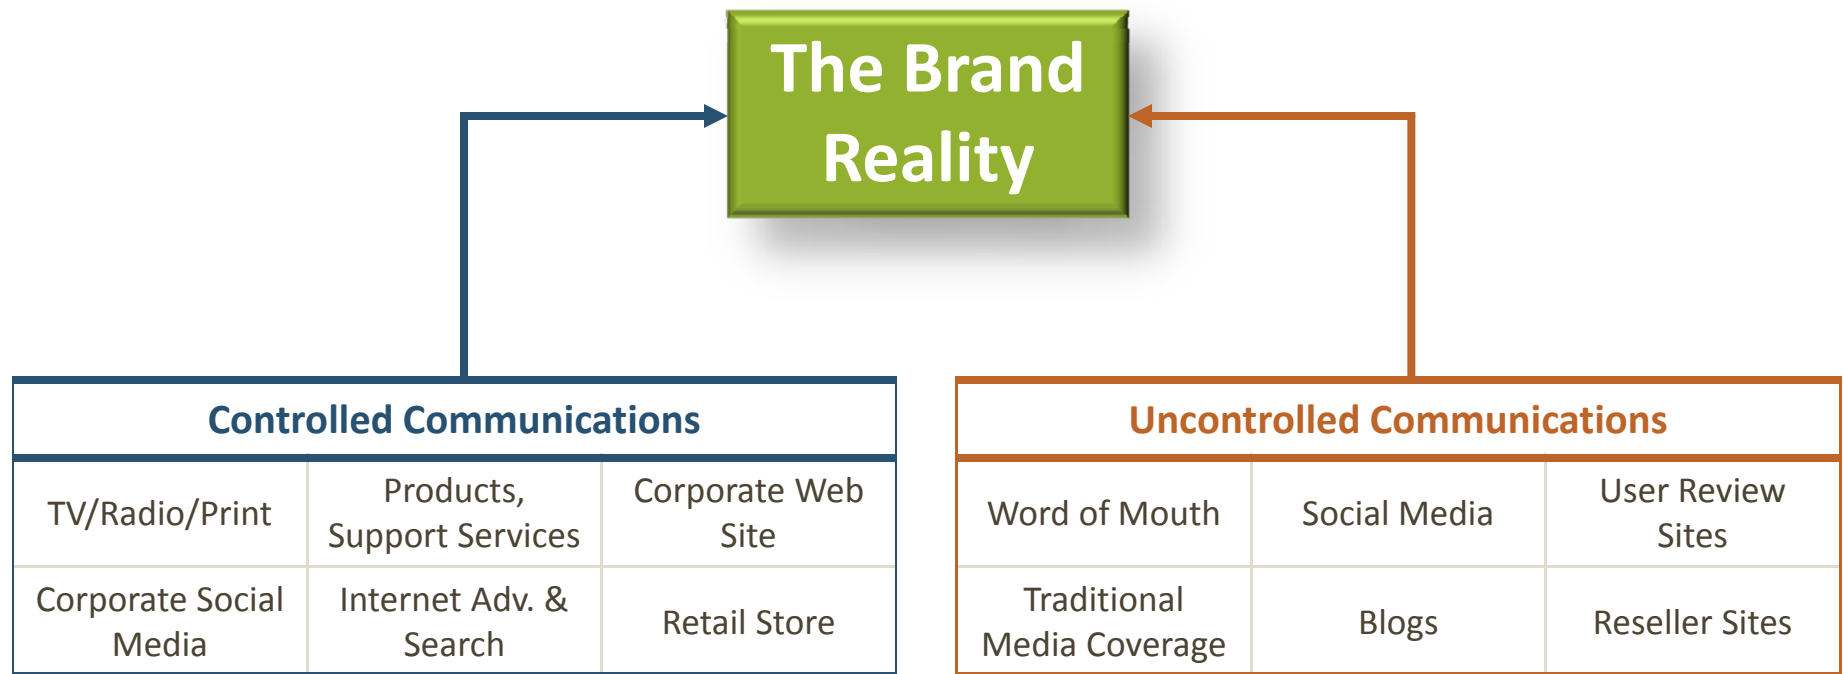 The Brand
Reality
Controlled Communications
TV/Radio/Print
Products,
Support Services
Corporate Web
Site
Corporate Social
Media
Internet Adv. &
Search
Retail Store
Uncontrolled Communications
Word of Mouth
Social Media
User Review
Sites
Traditional
Media Coverage
Blogs
Reseller Sites